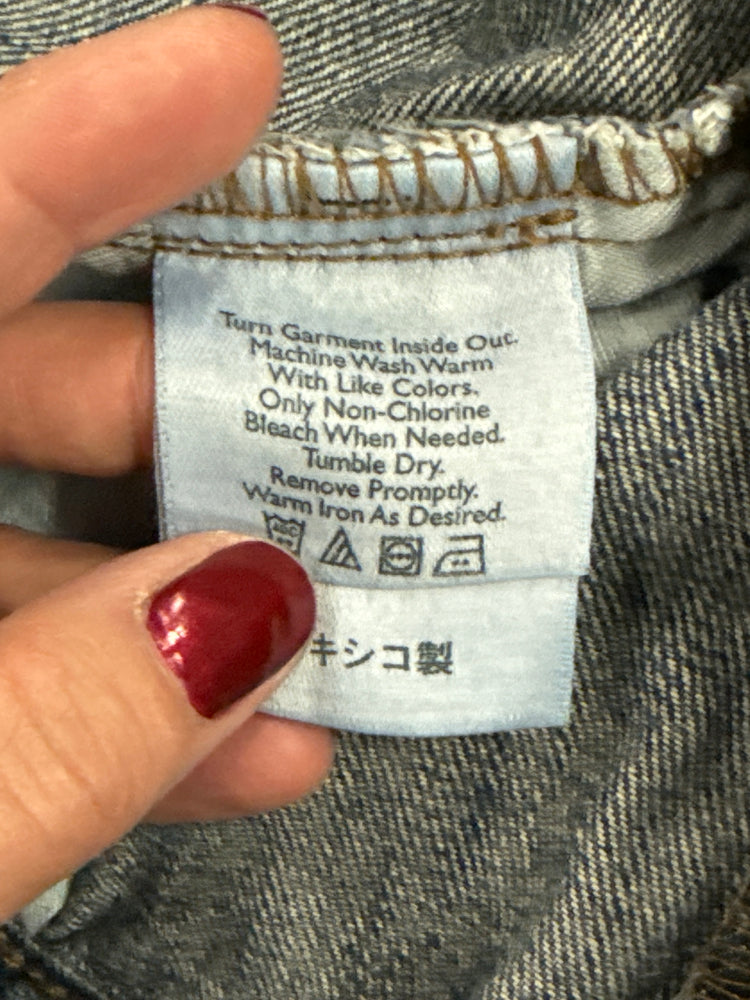 Turn Garment Inside Out.
Machine Wash Warm
With Like Colors.
Only Non-Chlorine
Bleach When Needed.
Tumble Dry.
Remove Promptly.
Warm Iron As Desired.
キシコ製